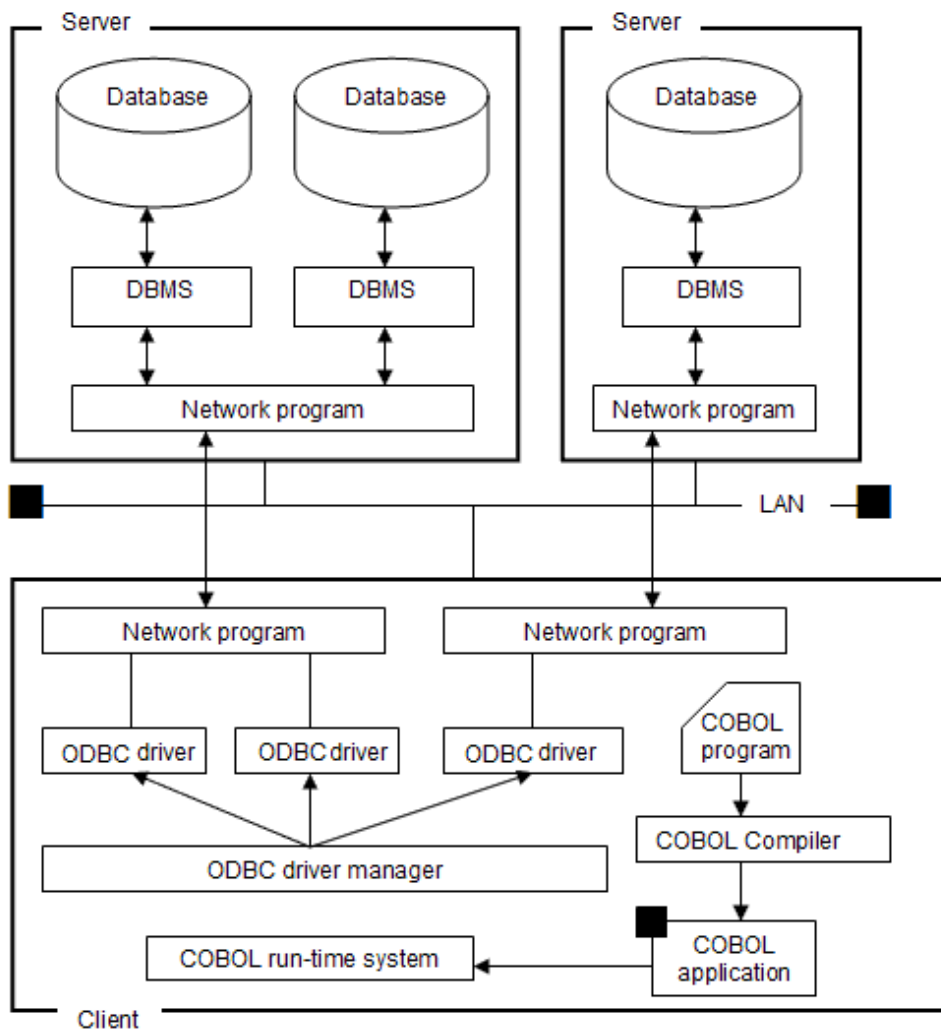 Server
Server
Database
Database
Database
DBMS
DBMS
DBMS
Network program
Network program
LAN
Network program
Network program
COBOL
program
ODBC driver
ODBC driver
ODBC driver
COBOL Compiler
ODBC driver manager
COBOL
application
COBOL run-time system
Client